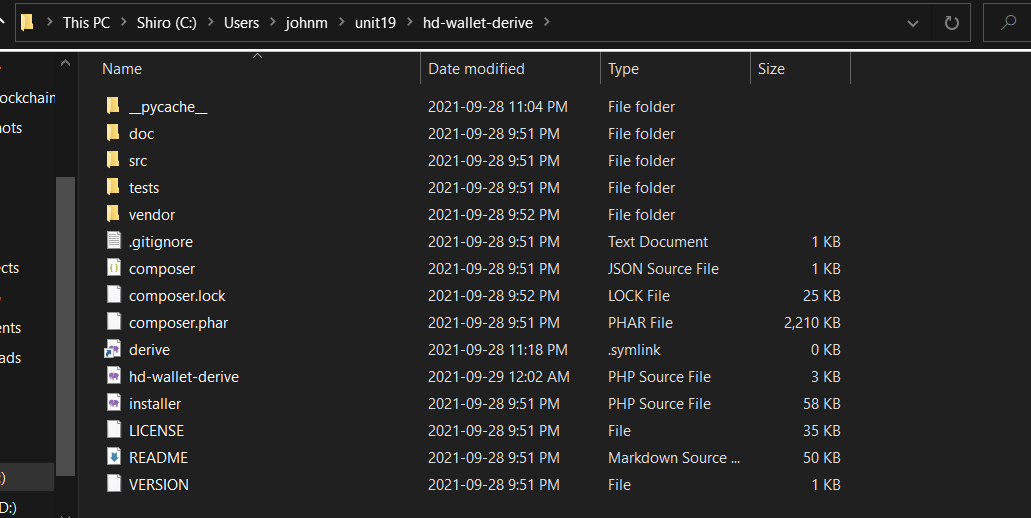 This PC > Shiro (C:) > Users > johnm > unit19 > hd-wallet-derive >
Name Date modified Type Size
__pycache__ 2021-09-28 11:04 PM File folder
ockchain
doc 2021-09-28 9:51 PM File folder
ots
src 2021-09-28 9:51 PM File folder
tests 2021-09-28 9:51 PM File folder
vendor 2021-09-28 9:52 PM File folder
.gitignore 2021-09-28 9:51 PM Text Document 1 KB
composer 2021-09-28 9:51 PM JSON Source File 1 KB
ects
composer.lock 2021-09-28 9:52 PM LOCK File 25 KB
composer.phar 2021-09-28 9:51 PM PHAR File 2,210 KB
ents
derive 2021-09-28 11:18 PM .symlink 0 KB
ads
hd-wallet-derive 2021-09-29 12:02 AM PHP Source File 3 KB
installer 2021-09-28 9:51 PM PHP Source File 58 KB
LICENSE 2021-09-28 9:51 PM File 35 KB
README 2021-09-28 9:51 PM Markdown Source ... 50 KB
:)
VERSION 2021-09-28 9:51 PM File 1 KB
D:)